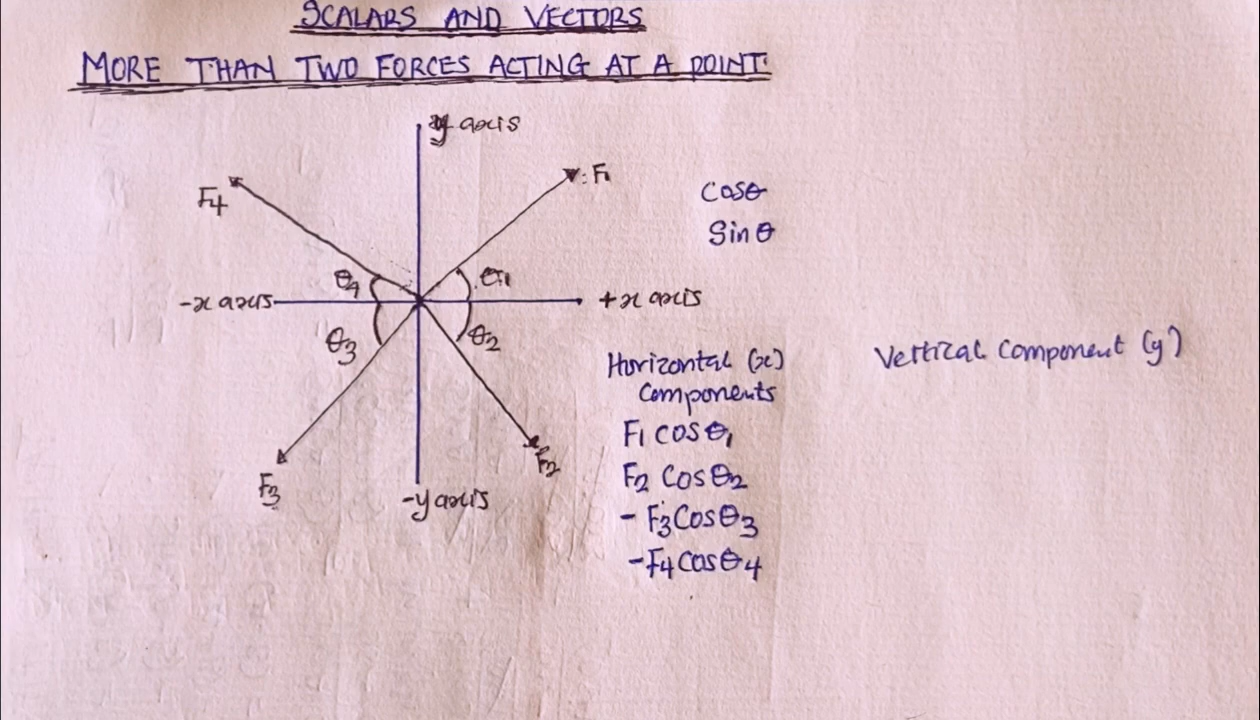 SCALARS AND VECTORS
MORE THAN TWO FORCES ACTING AT A POINT
y axis
F4
F1
Cosθ
Sin θ
θ4
θ1
-x axis
+x axis
θ3
θ2
Horizontal (x)
Components
Vertical Component (y)
F1 cosθ1
F2 Cosθ2
- F3Cosθ3
-F4cosθ4
F3
F2
-y axis